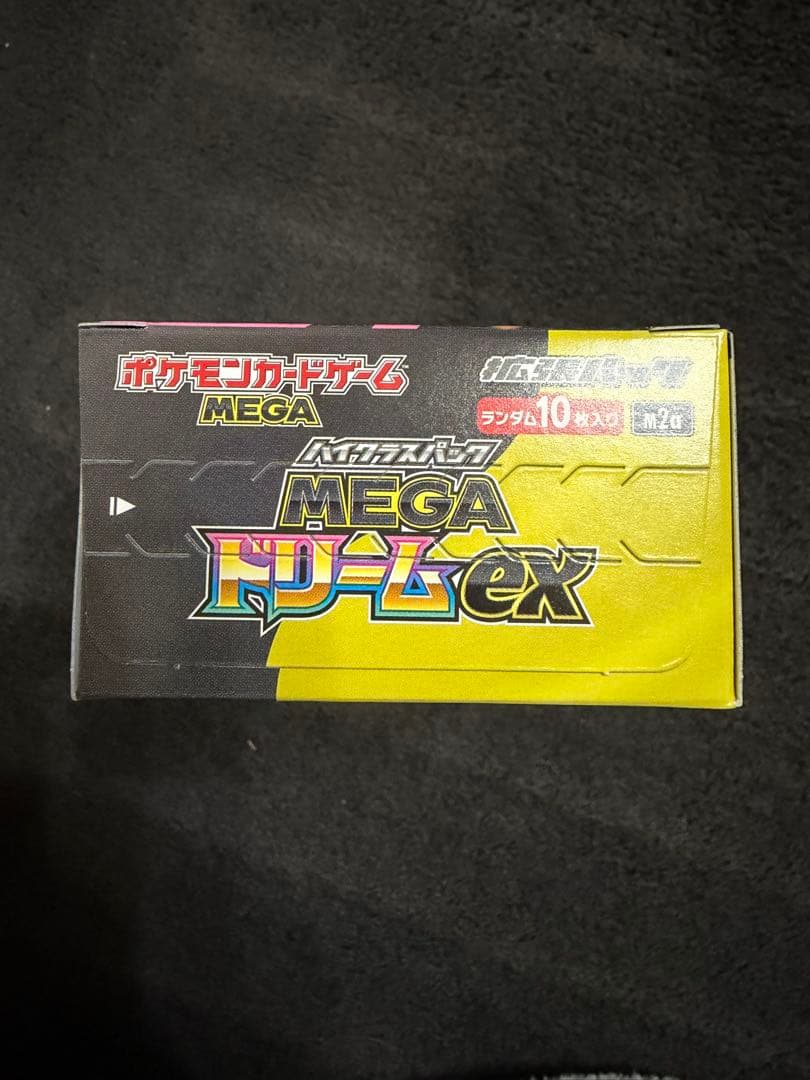 ポケモンカードゲーム
MEGA
拡張パック
ランダム10枚入り
M2a
ハイクラスパック
MEGA
ドリームex